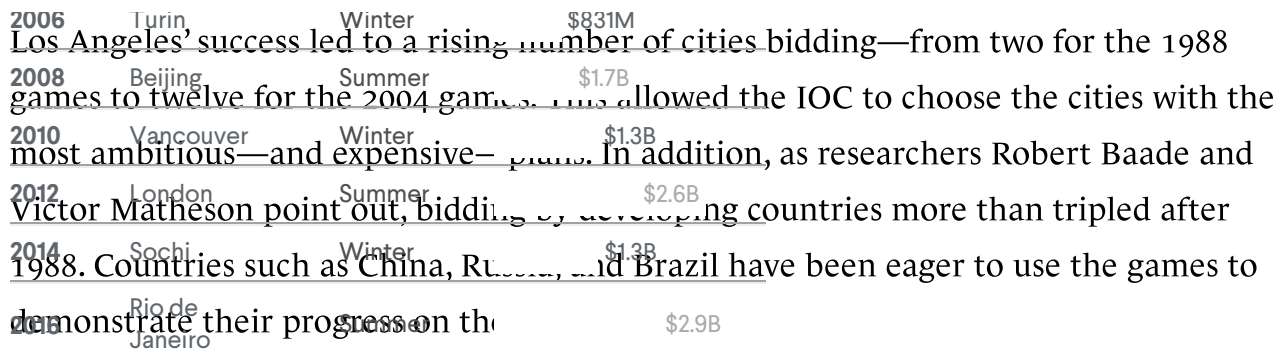 2006 Turin Winter $831M
Los Angeles' success led to a rising number of cities bidding—from two for the 1988
2008 Beijing Summer $1.7B
games to twelve for the 2004 games. This allowed the IOC to choose the cities with the
2010 Vancouver Winter $1.3B
most ambitious—and expensive– plans. In addition, as researchers Robert Baade and
2012 London Summer $2.6B
Victor Matheson point out, bidding by developing countries more than tripled after
2014 Sochi Winter $1.3B
1988. Countries such as China, Russia, and Brazil have been eager to use the games to
2016 Rio de Janeiro Summer $2.9B
demonstrate their progress on the